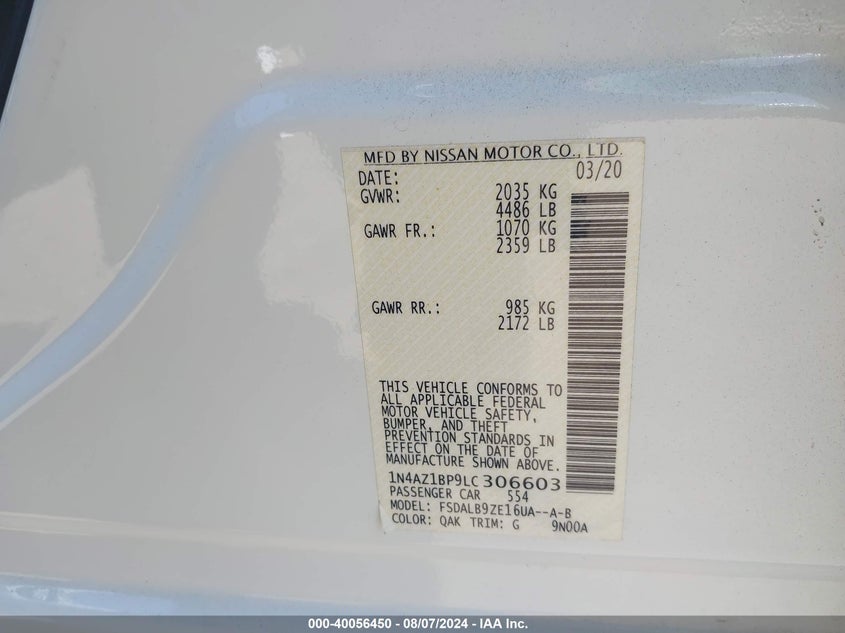 MFD BY NISSAN MOTOR CO., LTD.
DATE: 03/20
GVWR: 2035 KG
4486 LB
GAWR FR.: 1070 KG
2359 LB
GAWR RR.: 985 KG
2172 LB
THIS VEHICLE CONFORMS TO
ALL APPLICABLE FEDERAL
MOTOR VEHICLE SAFETY,
BUMPER, AND THEFT
PREVENTION STANDARDS IN
EFFECT ON THE DATE OF
MANUFACTURE SHOWN ABOVE.
1N4AZ1BP9LC306603
PASSENGER CAR 554
MODEL: FSDALB9ZE16UA--A-B
COLOR: QAK TRIM: G 9N00A
000-40056450 - 08/07/2024 - IAA Inc.